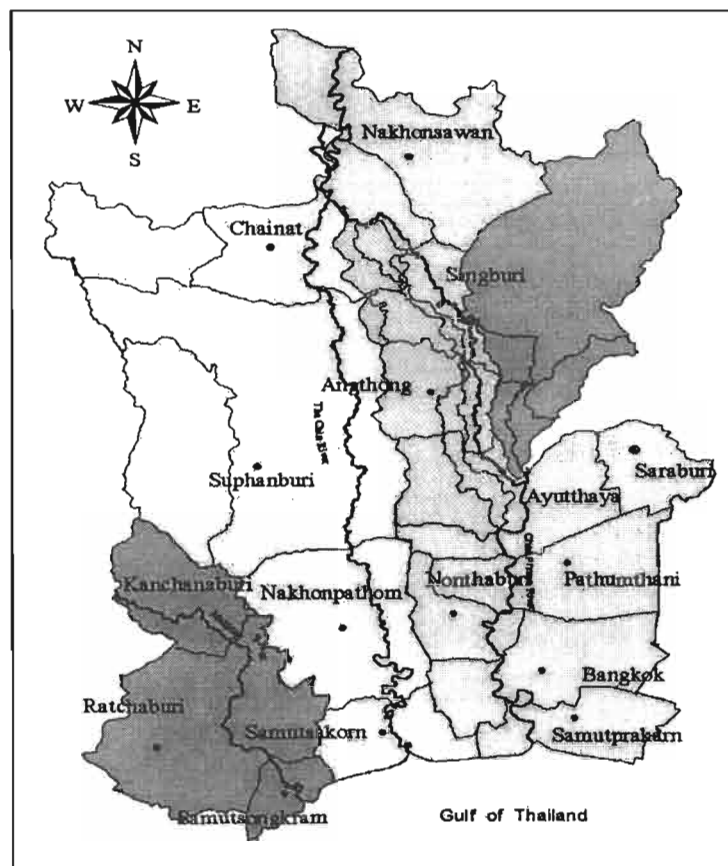 N
W E
S
Nakhonsawan
Chainat
Singburi
Angthong
Suphanburi
Saraburi
Ayutthaya
Kanchanaburi
Nakhonpathom
Nonthaburi
Pathumthani
Bangkok
Ratchaburi
Samutsakorn
Samutprakarn
Samutsongkram
Gulf of Thailand